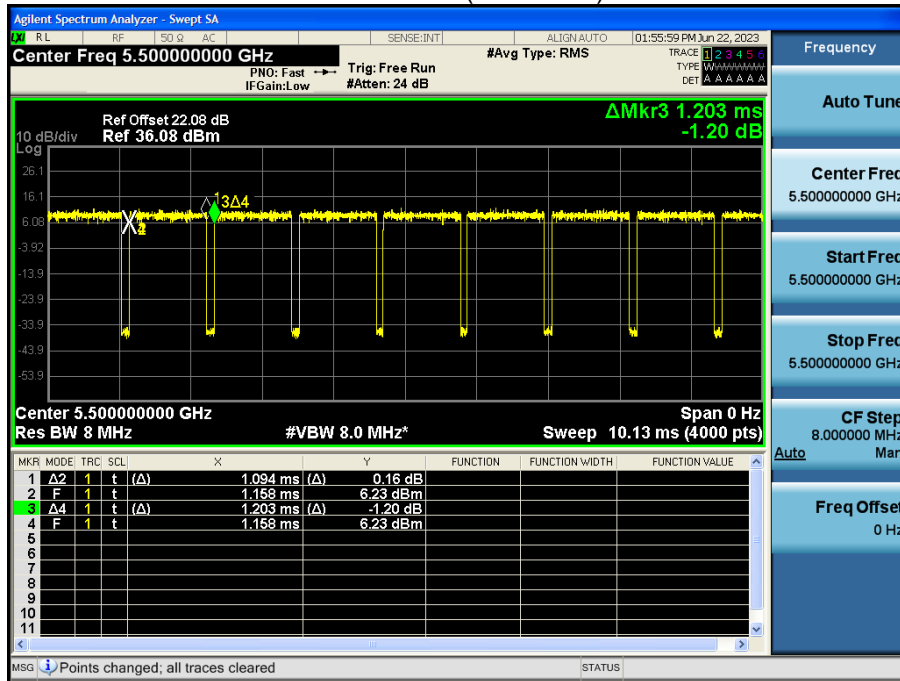 Agilent Spectrum Analyzer - Swept SA
LXI RL RF 50 Ω AC SENSE:INT ALIGN AUTO 01:55:59 PM Jun 22, 2023
Center Freq 5.500000000 GHz #Avg Type: RMS TRACE 1 2 3 4 5 6
PNO: Fast Trig: Free Run TYPE WWWWWW
IFGain:Low #Atten: 24 dB DET A A A A A A
Frequency
ΔMkr3 1.203 ms
-1.20 dB
Ref Offset 22.08 dB
10 dB/div Ref 36.08 dBm
Log
26.1
16.1
6.08
-3.92
-13.9
-23.9
-33.9
-43.9
-53.9
1 3Δ4
Center 5.500000000 GHz Span 0 Hz
Res BW 8 MHz #VBW 8.0 MHz* Sweep 10.13 ms (4000 pts)
MKR MODE TRC SCL X Y FUNCTION FUNCTION WIDTH FUNCTION VALUE
1 Δ2 1 t (Δ) 1.094 ms (Δ) 0.16 dB
2 F 1 t 1.158 ms 6.23 dBm
3 Δ4 1 t (Δ) 1.203 ms (Δ) -1.20 dB
4 F 1 t 1.158 ms 6.23 dBm
5
6
7
8
9
10
11
MSG Points changed; all traces cleared STATUS
Auto Tune
Center Freq
5.500000000 GHz
Start Freq
5.500000000 GHz
Stop Freq
5.500000000 GHz
CF Step
8.000000 MHz
Auto Man
Freq Offset
0 Hz